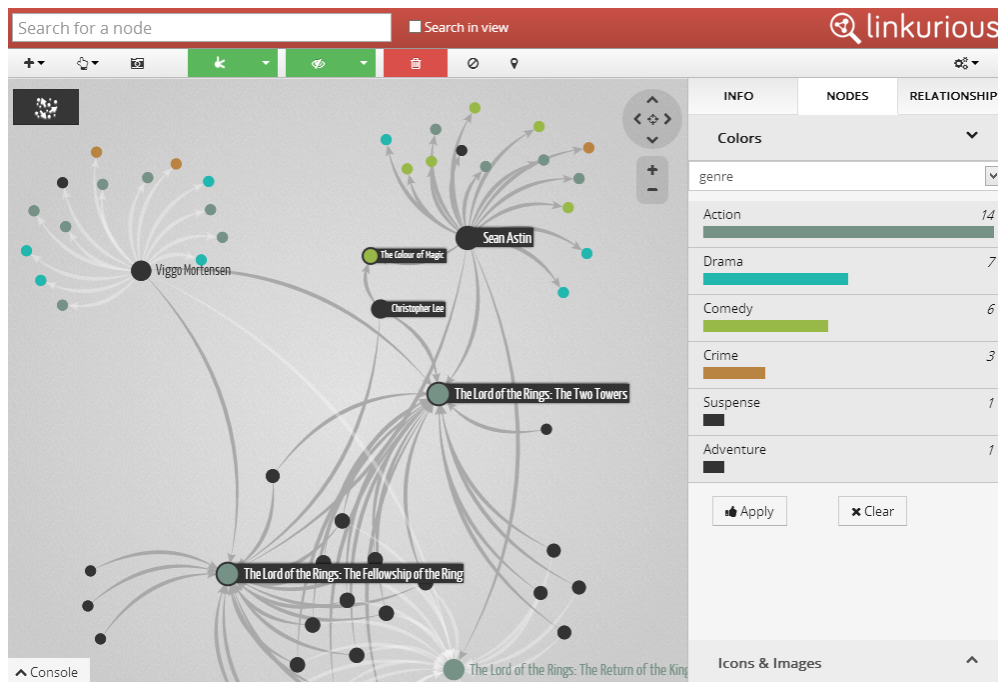 Search for a node
Search in view
linkurious
INFO
NODES
RELATIONSHIP
Colors
genre
Action 14
Drama 7
Comedy 6
Crime 3
Suspense 1
Adventure 1
Apply
Clear
Icons & Images
Sean Astin
The Colour of Magic
Viggo Mortensen
Christopher Lee
The Lord of the Rings: The Two Towers
The Lord of the Rings: The Fellowship of the Ring
The Lord of the Rings: The Return of the King
Console